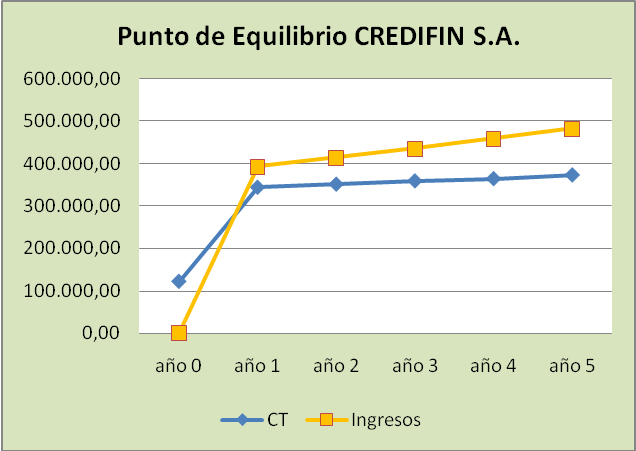 Punto de Equilibrio CREDIFIN S.A.
600.000,00
500.000,00
400.000,00
300.000,00
200.000,00
100.000,00
0,00
año 0 año 1 año 2 año 3 año 4 año 5
CT Ingresos